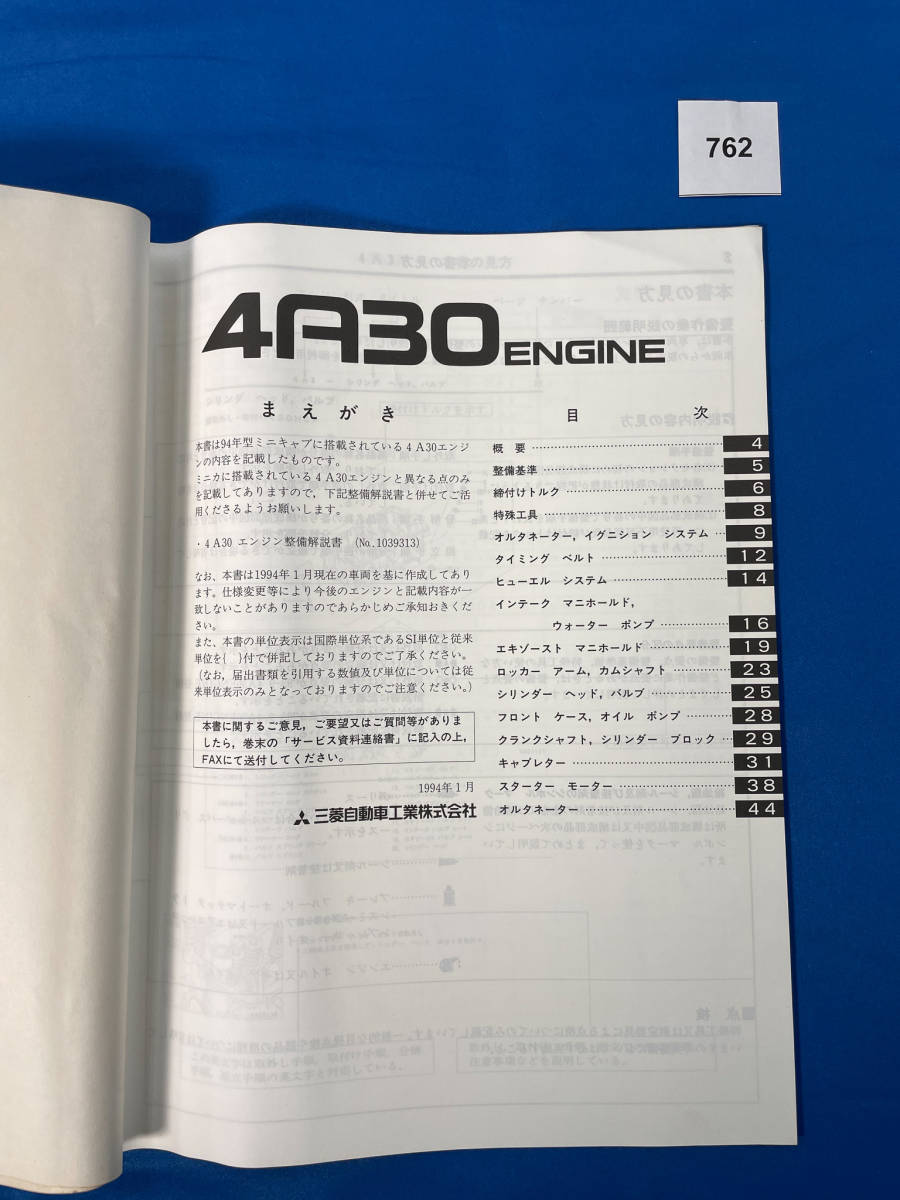 762
4A30 ENGINE
まえがき
本書は94年型ミニキャブに搭載されている4A30エンジ
ンの内容を記載したものです。
ミニカに搭載されている4A30エンジンと異なる点のみ
を記載してありますので，下記整備解説書と併せてご活
用くださるようお願いします。
・4A30 エンジン整備解説書 (No.1039313)
なお，本書は1994年1月現在の車両を基に作成してあり
ます。仕様変更等により今後のエンジンと記載内容が一
致しないことがありますのであらかじめご承知おきくだ
さい。
また，本書の単位表示は国際単位系であるSI単位と従来
単位を{ }付で併記しておりますのでご了承ください。
(なお，届出書類を引用する数値及び単位については従
来単位表示のみとなっておりますのでご注意ください。)
本書に関するご意見，ご要望又はご質問等がありま
したら，巻末の「サービス資料連絡書」に記入の上，
FAXにて送付してください。
1994年1月
三菱自動車工業株式会社
目次
概要 4
整備基準 5
締付けトルク 6
特殊工具 8
オルタネーター，イグニション システム 9
タイミング ベルト 12
ヒューエル システム 14
インテーク マニホールド，
ウォーター ポンプ 16
エキゾースト マニホールド 19
ロッカー アーム，カムシャフト 23
シリンダー ヘッド，バルブ 25
フロント ケース，オイル ポンプ 28
クランクシャフト，シリンダー ブロック 29
キャブレター 31
スターター モーター 38
オルタネーター 44